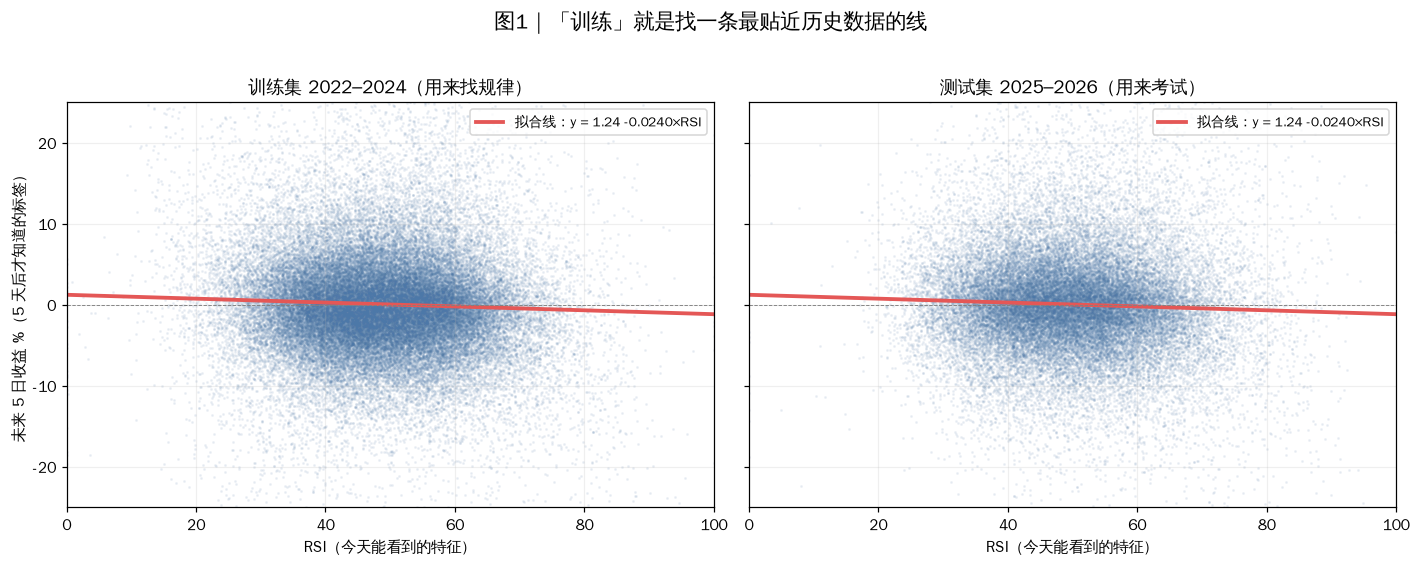 图1｜「训练」就是找一条最贴近历史数据的线
训练集 2022–2024（用来找规律）
拟合线：y = 1.24 -0.0240×RSI
未来 5 日收益 %（5 天后才知道的标签）
20
10
0
-10
-20
0 20 40 60 80 100
RSI（今天能看到的特征）
测试集 2025–2026（用来考试）
拟合线：y = 1.24 -0.0240×RSI
0 20 40 60 80 100
RSI（今天能看到的特征）